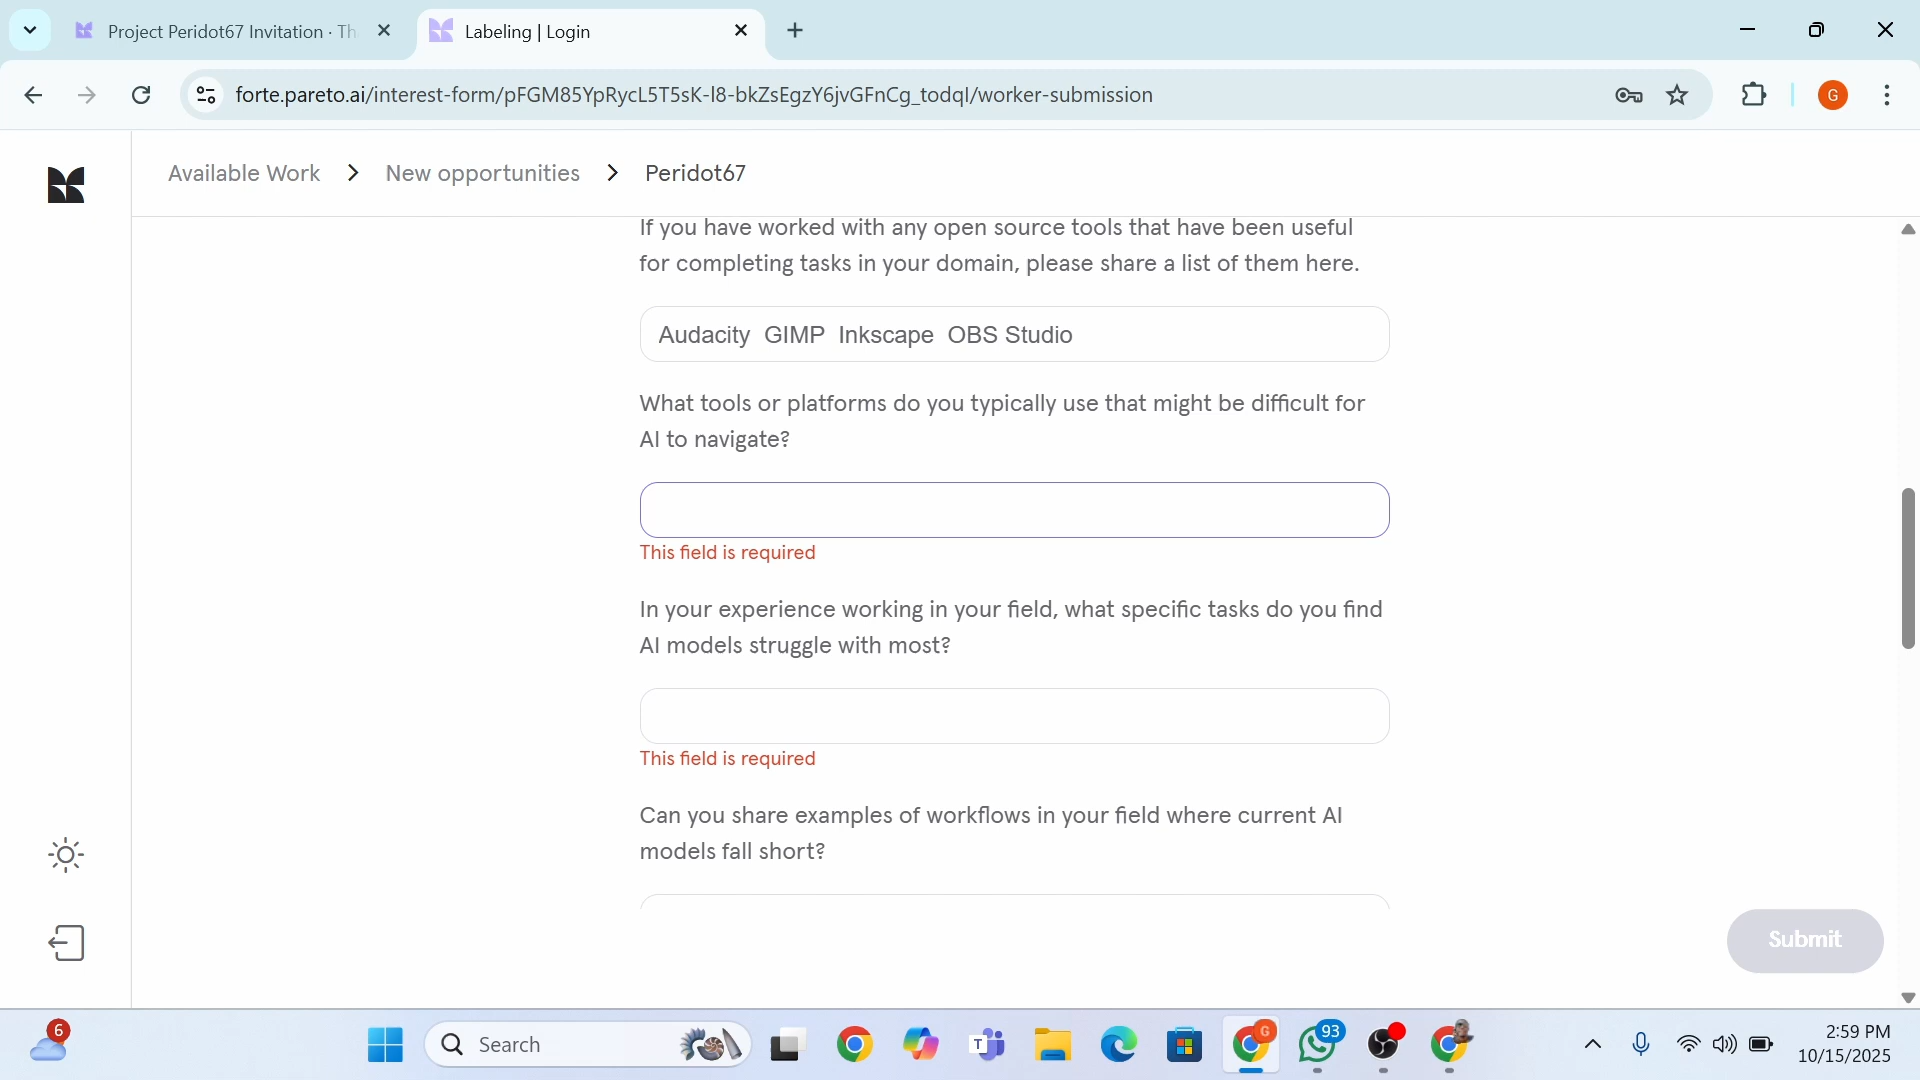 Project Peridot67 Invitation · Th
Labeling | Login
forte.pareto.ai/interest-form/pFGM85YpRycL5T5sK-I8-bkZsEgzY6jvGFnCg_todqI/worker-submission
G
Available Work > New opportunities > Peridot67
If you have worked with any open source tools that have been useful
for completing tasks in your domain, please share a list of them here.
Audacity GIMP Inkscape OBS Studio
What tools or platforms do you typically use that might be difficult for
AI to navigate?
This field is required
In your experience working in your field, what specific tasks do you find
AI models struggle with most?
This field is required
Can you share examples of workflows in your field where current AI
models fall short?
Submit
6
Search
T
G
93
2:59 PM
10/15/2025